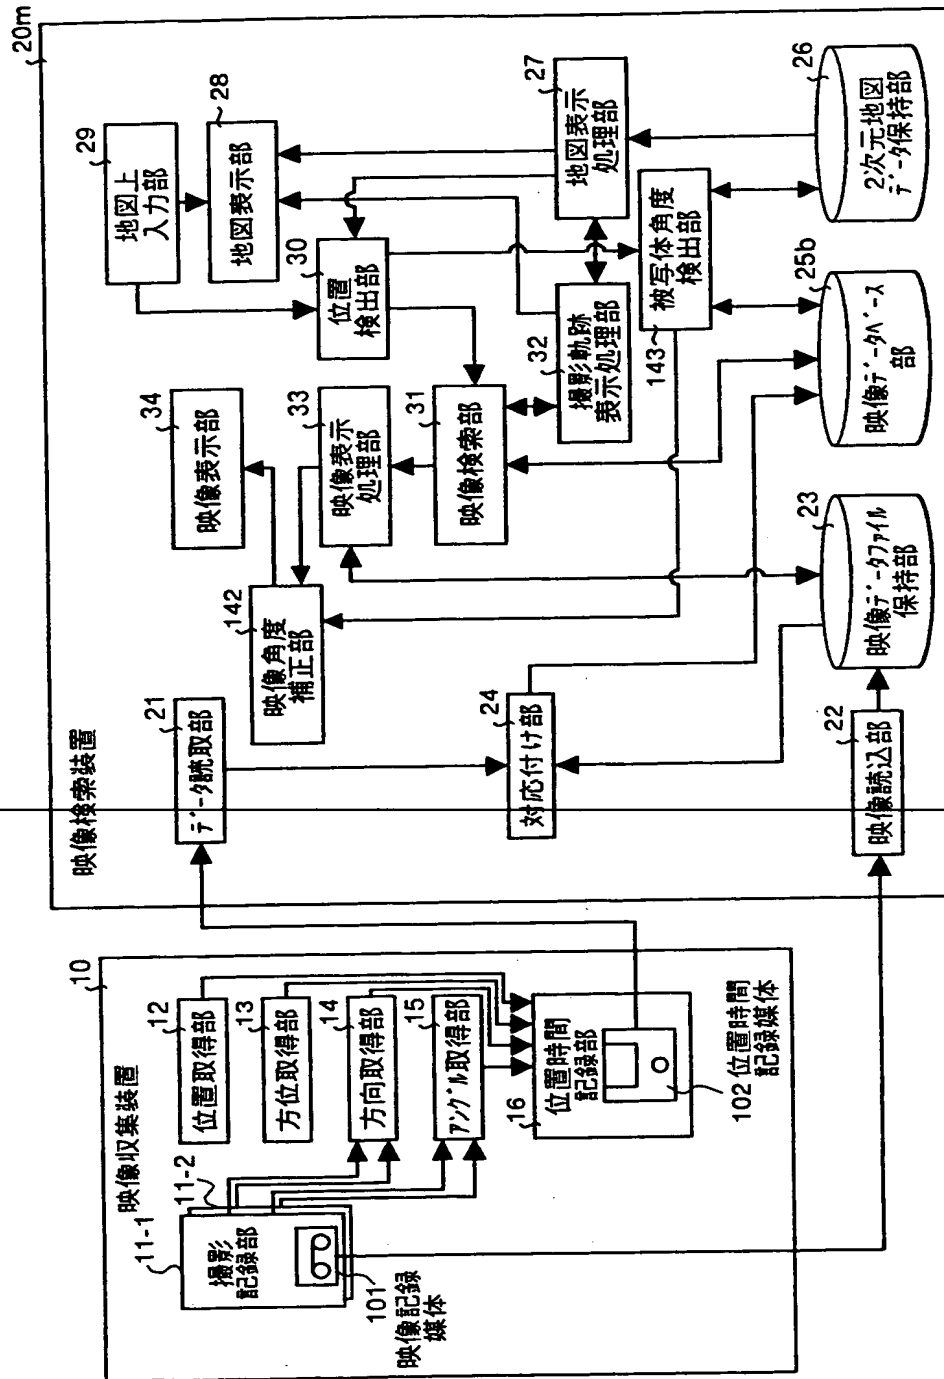 映像収集装置
10
11-1
11-2
撮影
記録部
101
映像記録
媒体
12
位置取得部
13
方位取得部
14
方向取得部
15
アングル取得部
16
位置時間
記録部
102 位置時間
記録媒体
映像検索装置
20m
21
データ読取部
142
映像角度
補正部
34
映像表示部
33
映像表示
処理部
31
映像検索部
29
地図上
入力部
28
地図表示部
30
位置
検出部
32
撮影軌跡
表示処理部
27
地図表示
処理部
143
被写体角度
検出部
24
対応付け部
22
映像読込部
23
映像データファイル
保持部
25b
映像データベース
部
26
2次元地図
データ保持部